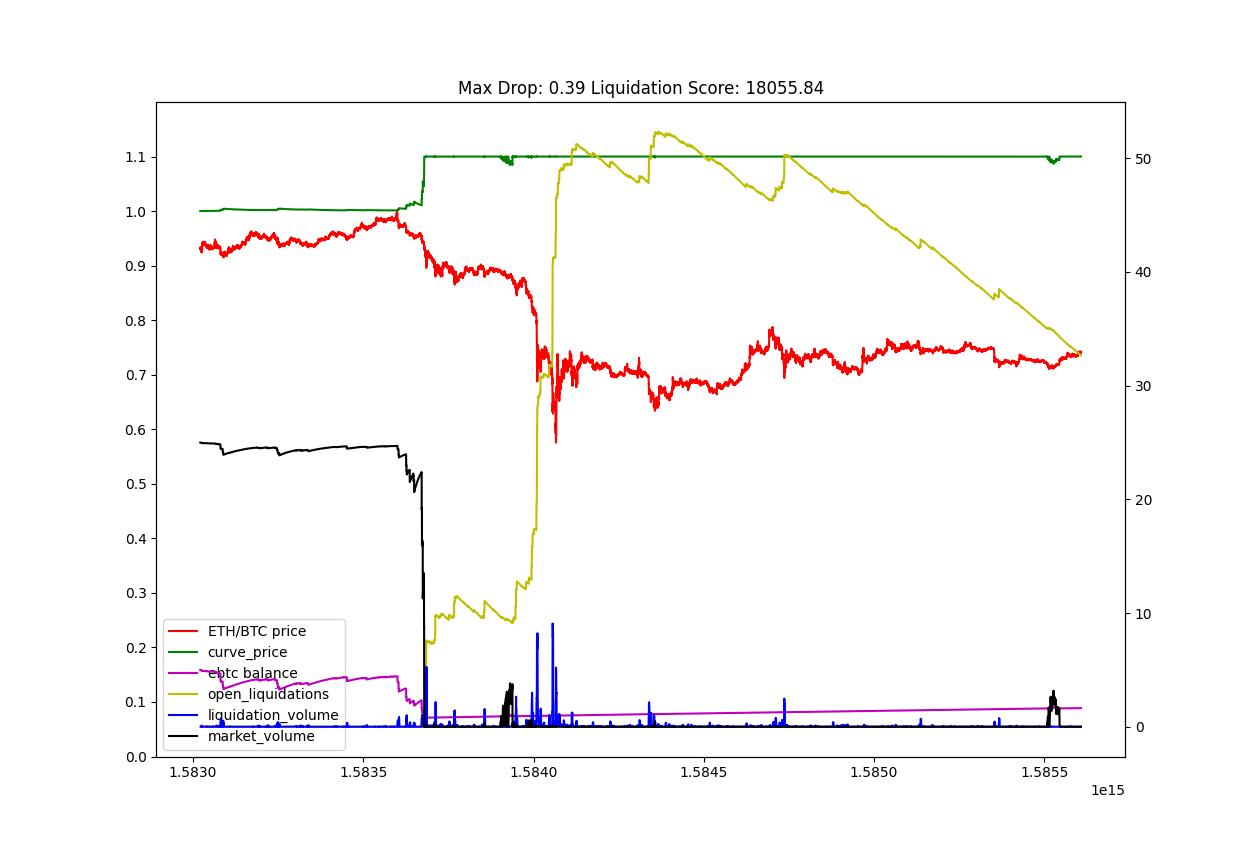 Max Drop: 0.39 Liquidation Score: 18055.84
1.1
1.0
0.9
0.8
0.7
0.6
0.5
0.4
0.3
0.2
0.1
0.0
50
40
30
20
10
0
ETH/BTC price
curve_price
ebtc balance
open_liquidations
liquidation_volume
market_volume
1.5830 1.5835 1.5840 1.5845 1.5850 1.5855
1e15